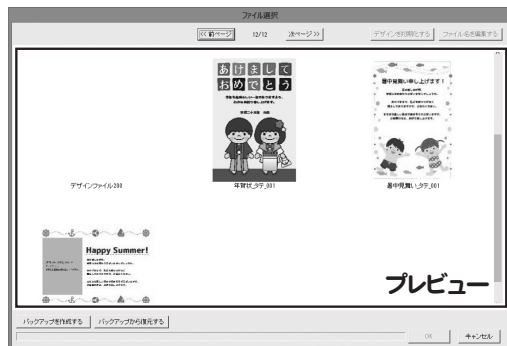 ファイル選択
<< 前ページ
12/12
次ページ >>
デザインを初期化する
ファイル名を編集する
あけまして
おめでとう
暑中見舞い申し上げます!
デザインファイル200
年賀状_タテ_001
暑中見舞い_タテ_001
Happy Summer!
プレビュー
バックアップを作成する
バックアップから復元する
OK
キャンセル